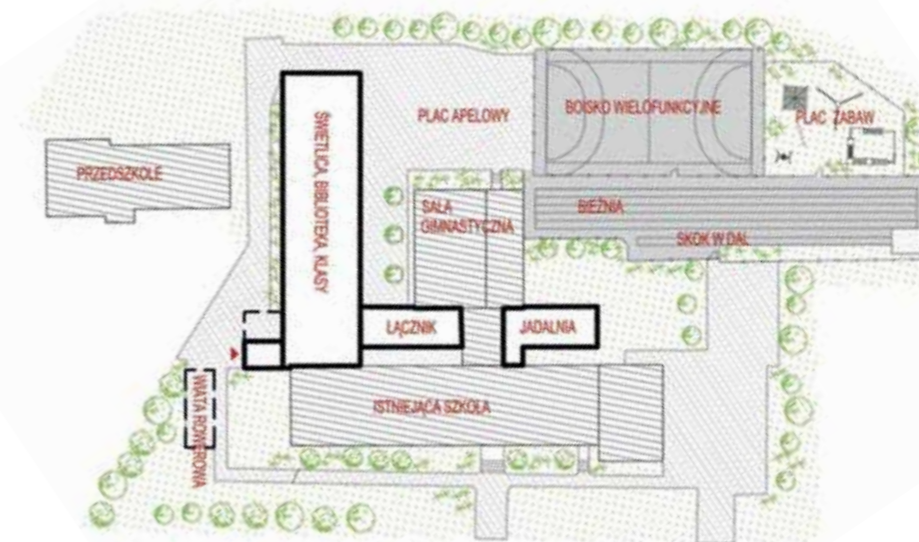 PLAC APELOWY
BOISKO WIELOFUNKCYJNE
PLAC ZABAW
PRZEDSZKOLE
ŚWIETLICA, BIBLIOTEKA, KLASY
SALA
GIMNASTYCZNA
BIEŻNIA
SKOK W DAL
ŁĄCZNIK
JADALNIA
WIATA ROWEROWA
ISTNIEJĄCA SZKOŁA